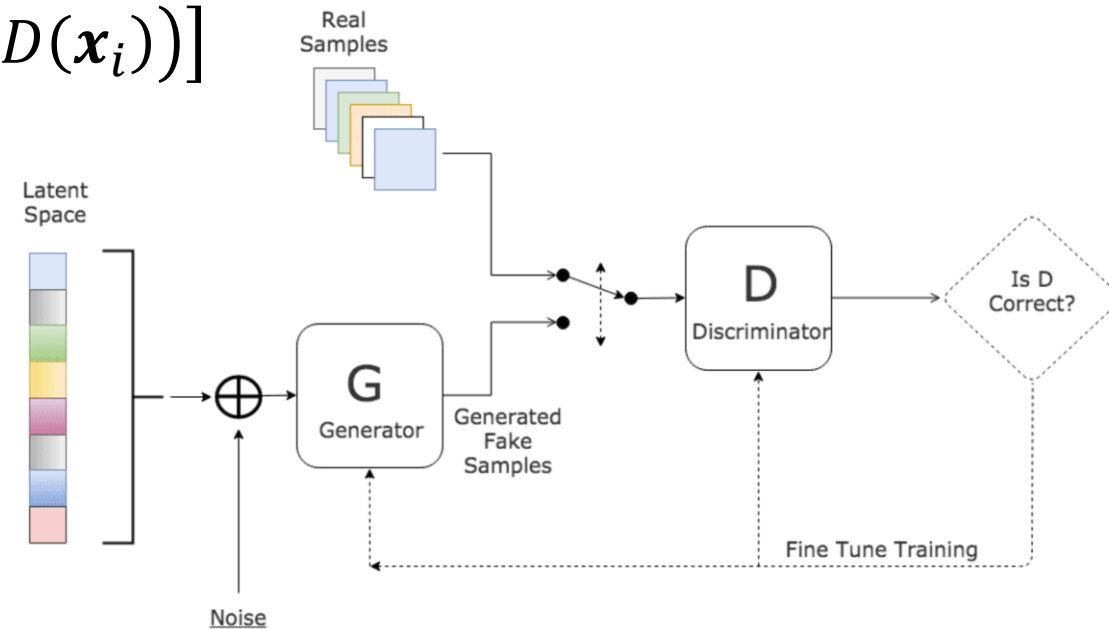 D(𝒙ᵢ))]
Real
Samples
Latent
Space
D
Discriminator
Is D
Correct?
G
Generator
Generated
Fake
Samples
Fine Tune Training
Noise